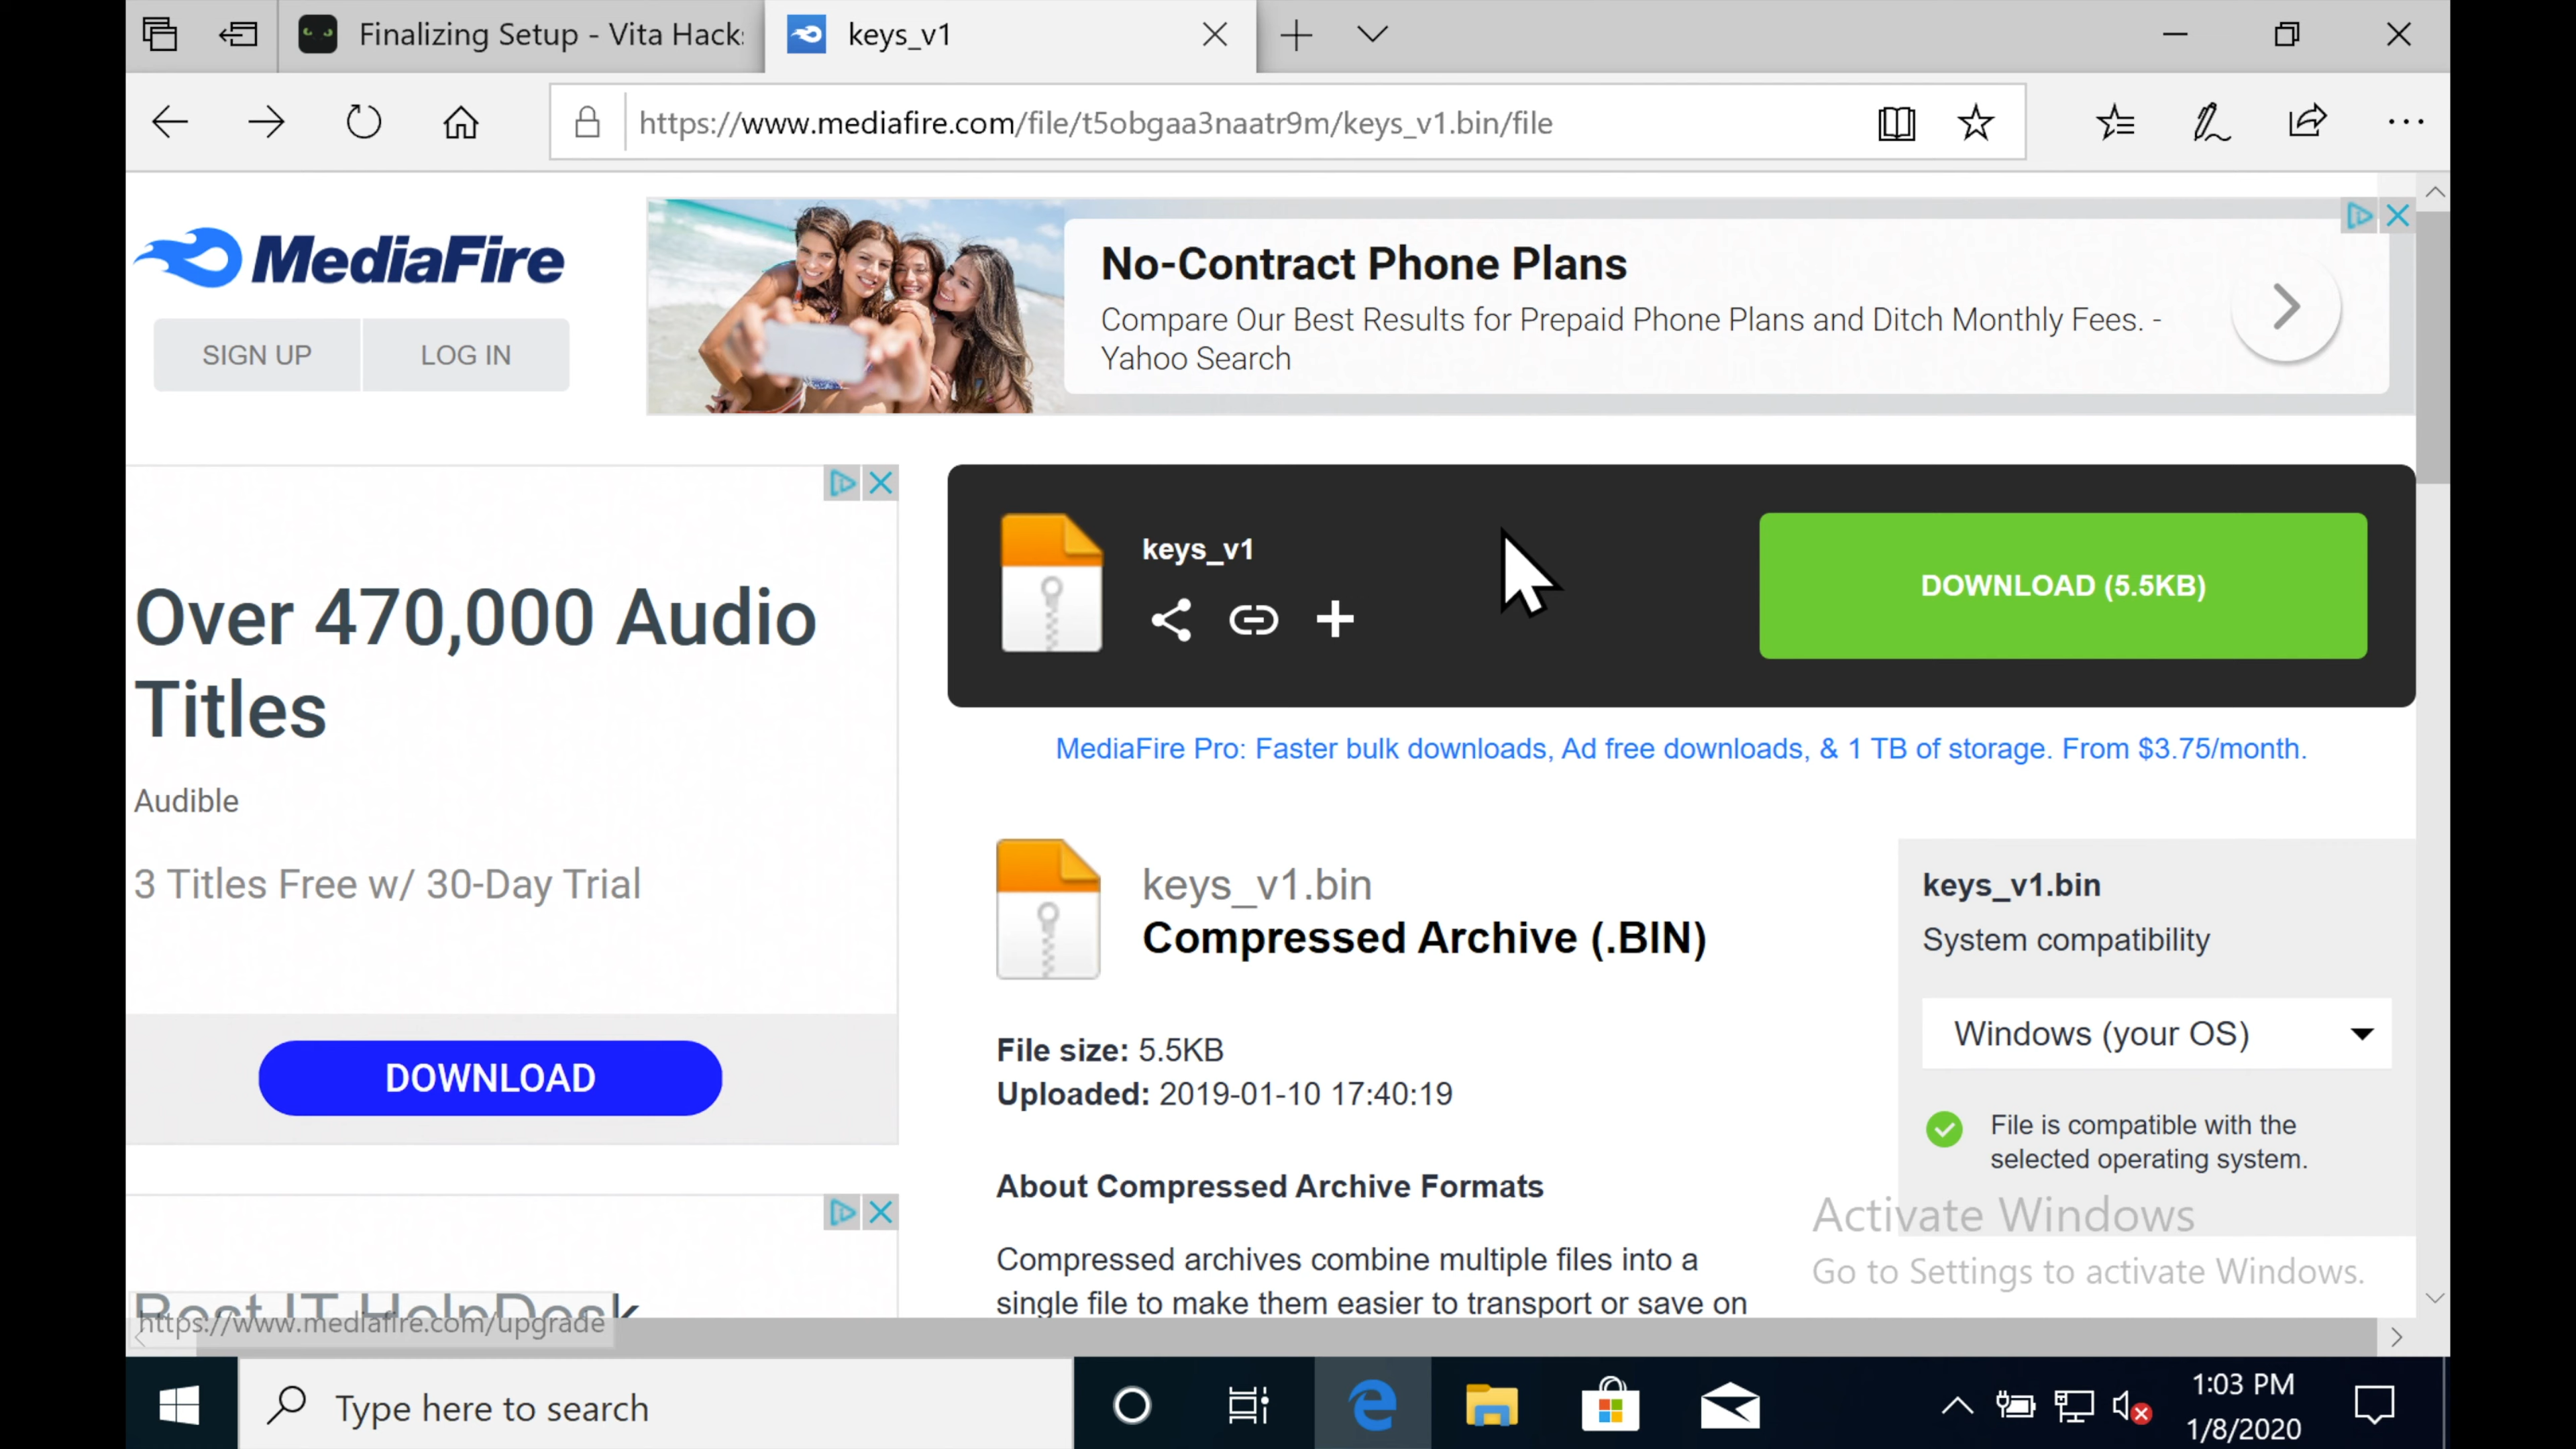 Finalizing Setup - Vita Hack
keys_v1
https://www.mediafire.com/file/t5obgaa3naatr9m/keys_v1.bin/file
MediaFire
SIGN UP
LOG IN
No-Contract Phone Plans
Compare Our Best Results for Prepaid Phone Plans and Ditch Monthly Fees. -
Yahoo Search
Over 470,000 Audio
Titles
Audible
3 Titles Free w/ 30-Day Trial
DOWNLOAD
keys_v1
DOWNLOAD (5.5KB)
MediaFire Pro: Faster bulk downloads, Ad free downloads, & 1 TB of storage. From $3.75/month.
keys_v1.bin
Compressed Archive (.BIN)
File size: 5.5KB
Uploaded: 2019-01-10 17:40:19
About Compressed Archive Formats
Compressed archives combine multiple files into a
single file to make them easier to transport or save on
keys_v1.bin
System compatibility
Windows (your OS)
File is compatible with the
selected operating system.
Activate Windows
Go to Settings to activate Windows.
Best IT HelpDesk
https://www.mediafire.com/upgrade
Type here to search
1:03 PM
1/8/2020